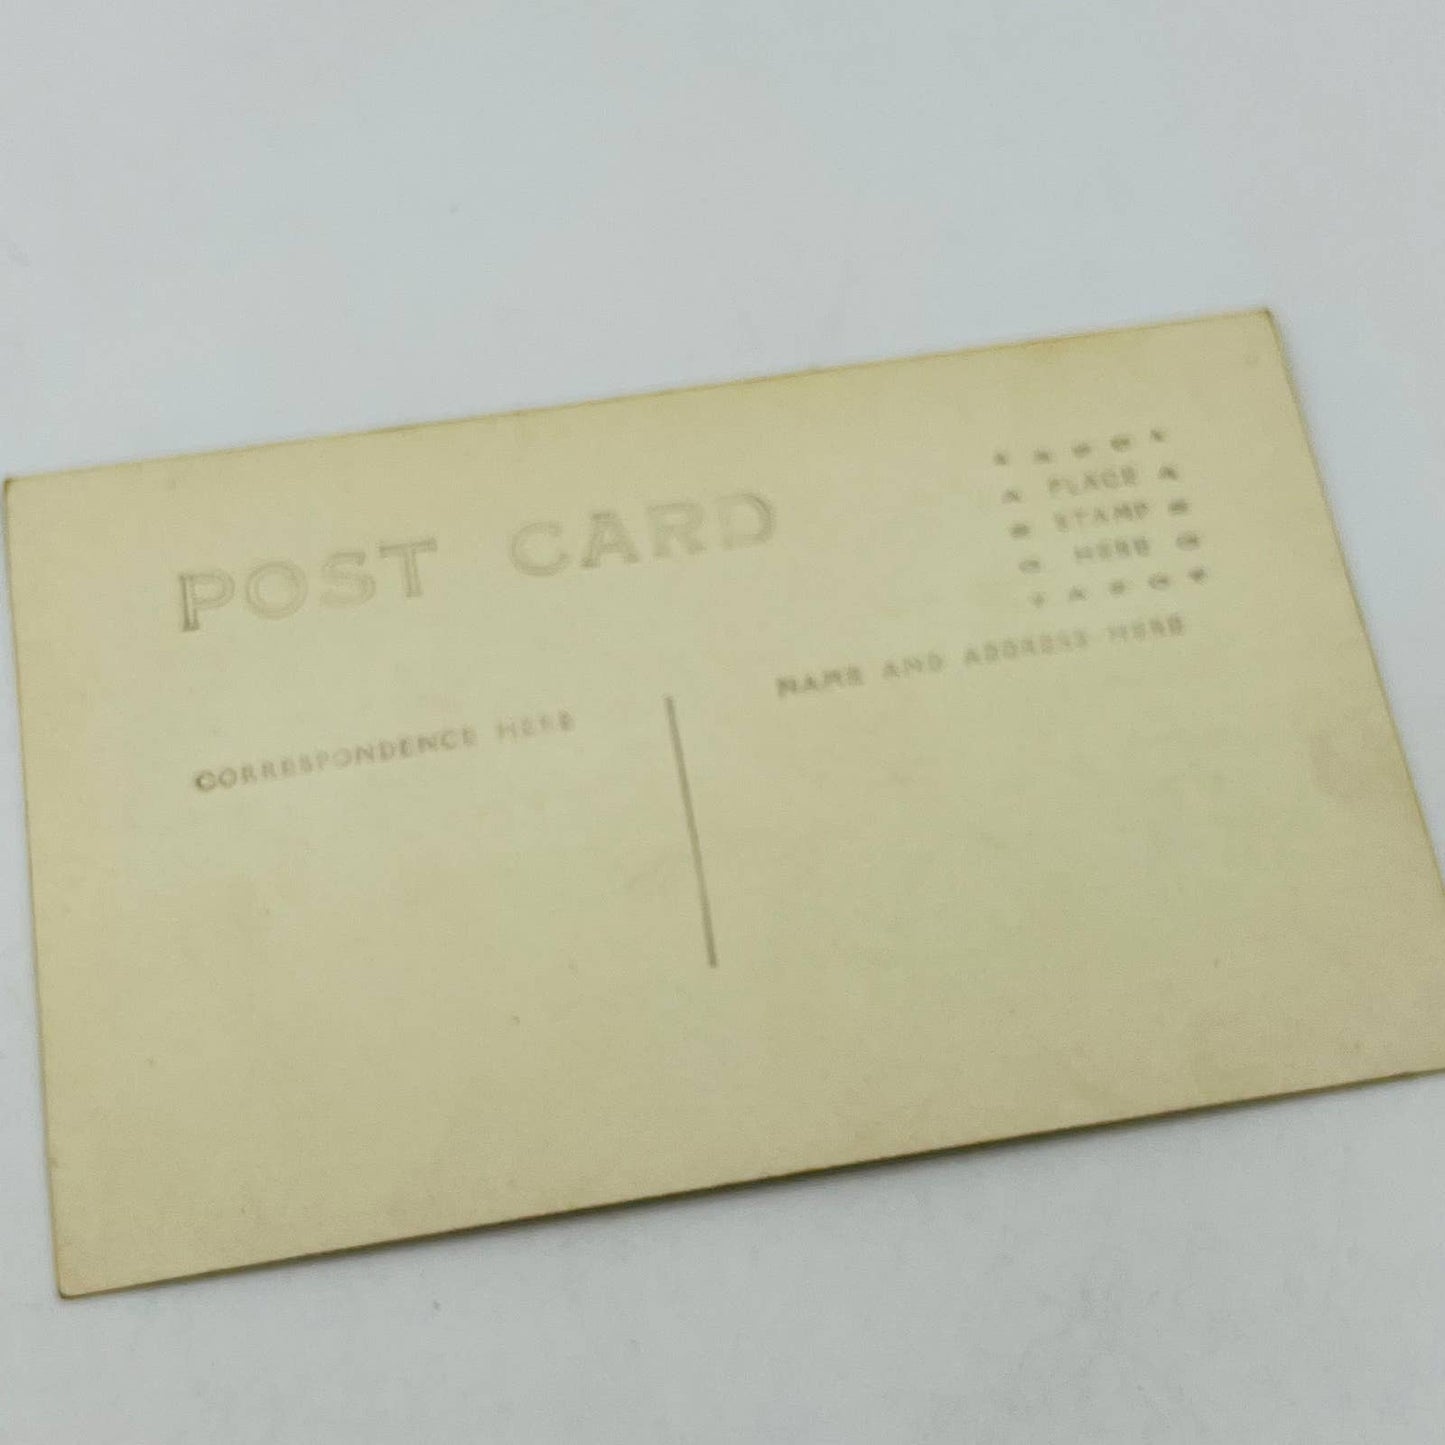 POST CARD
PLACE
STAMP
HERE
CORRESPONDENCE HERE
NAME AND ADDRESS HERE